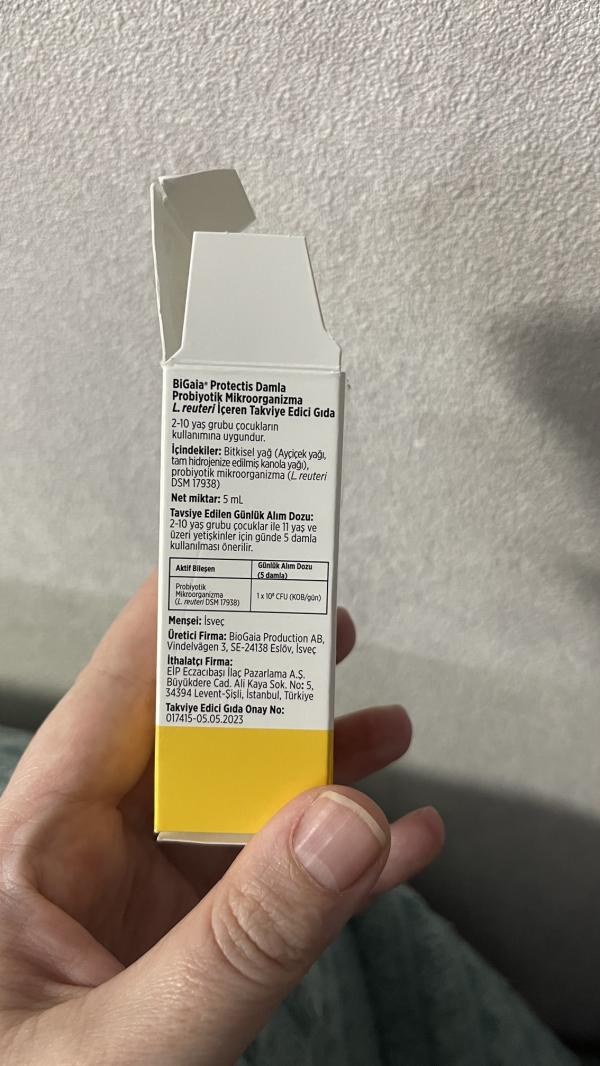 BiGaia® Protectis Damla
Probiyotik Mikroorganizma
L. reuteri İçeren Takviye Edici Gıda
2-10 yaş grubu çocukların
kullanımına uygundur.
İçindekiler: Bitkisel yağ (Ayçiçek yağı,
tam hidrojenize edilmiş kanola yağı),
probiyotik mikroorganizma (L. reuteri
DSM 17938)
Net miktar: 5 mL
Tavsiye Edilen Günlük Alım Dozu:
2-10 yaş grubu çocuklar ile 11 yaş ve
üzeri yetişkinler için günde 5 damla
kullanılması önerilir.
Aktif Bileşen
Günlük Alım Dozu
(5 damla)
Probiyotik
Mikroorganizma
(L. reuteri DSM 17938)
1 x 10⁸ CFU (KOB/gün)
Menşei: İsveç
Üretici Firma: BioGaia Production AB,
Vindelvägen 3, SE-24138 Eslöv, İsveç
İthalatçı Firma:
EİP Eczacıbaşı İlaç Pazarlama A.Ş.
Büyükdere Cad. Ali Kaya Sok. No: 5,
34394 Levent-Şişli, İstanbul, Türkiye
Takviye Edici Gıda Onay No:
017415-05.05.2023